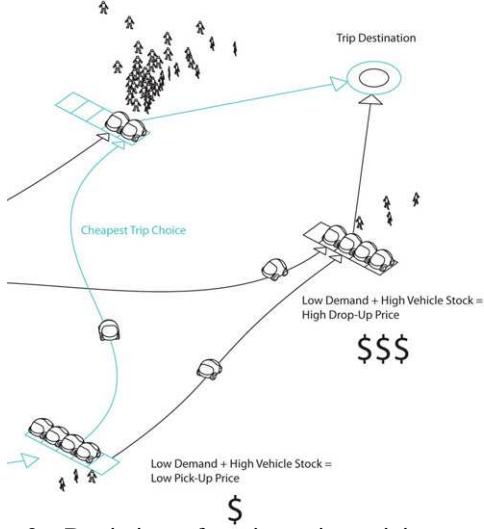 Trip Destination
Cheapest Trip Choice
Low Demand + High Vehicle Stock =
High Drop-Up Price
$$$
Low Demand + High Vehicle Stock =
Low Pick-Up Price
$